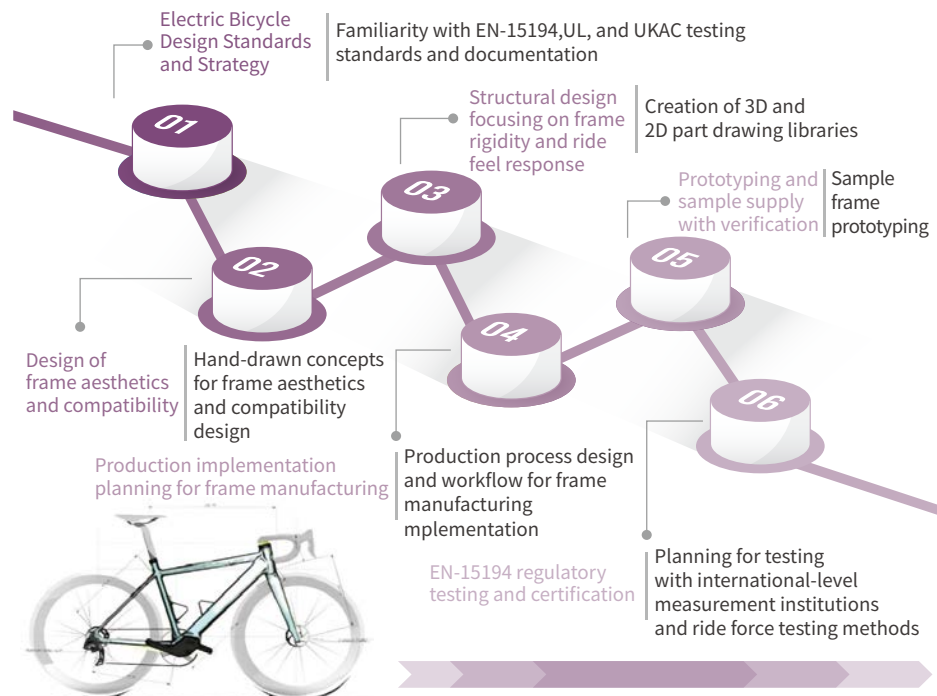 01
Electric Bicycle
Design Standards
and Strategy
Familiarity with EN-15194,UL, and UKAC testing
standards and documentation
02
Design of
frame aesthetics
and compatibility
Hand-drawn concepts
for frame aesthetics
and compatibility
design
03
Structural design
focusing on frame
rigidity and ride
feel response
Creation of 3D and
2D part drawing libraries
04
Production implementation
planning for frame manufacturing
Production process design
and workflow for frame
manufacturing
mplementation
05
Prototyping and
sample supply
with verification
Sample
frame
prototyping
06
EN-15194 regulatory
testing and certification
Planning for testing
with international-level
measurement institutions
and ride force testing methods